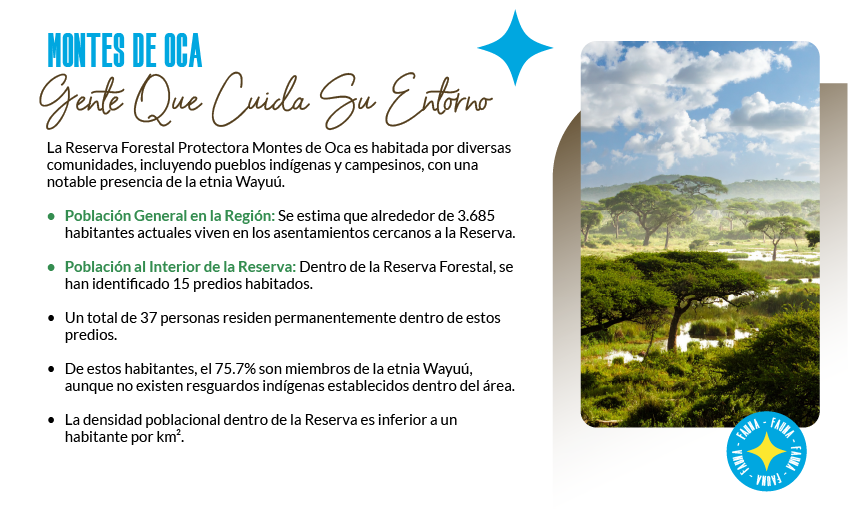 MONTES DE OCA
Gente Que Cuida Su Entorno
La Reserva Forestal Protectora Montes de Oca es habitada por diversas
comunidades, incluyendo pueblos indígenas y campesinos, con una
notable presencia de la etnia Wayuú.
• Población General en la Región: Se estima que alrededor de 3.685
habitantes actuales viven en los asentamientos cercanos a la Reserva.
• Población al Interior de la Reserva: Dentro de la Reserva Forestal, se
han identificado 15 predios habitados.
• Un total de 37 personas residen permanentemente dentro de estos
predios.
• De estos habitantes, el 75.7% son miembros de la etnia Wayuú,
aunque no existen resguardos indígenas establecidos dentro del área.
• La densidad poblacional dentro de la Reserva es inferior a un
habitante por km².
FAUNA - FAUNA - FAUNA - FAUNA - FAUNA -